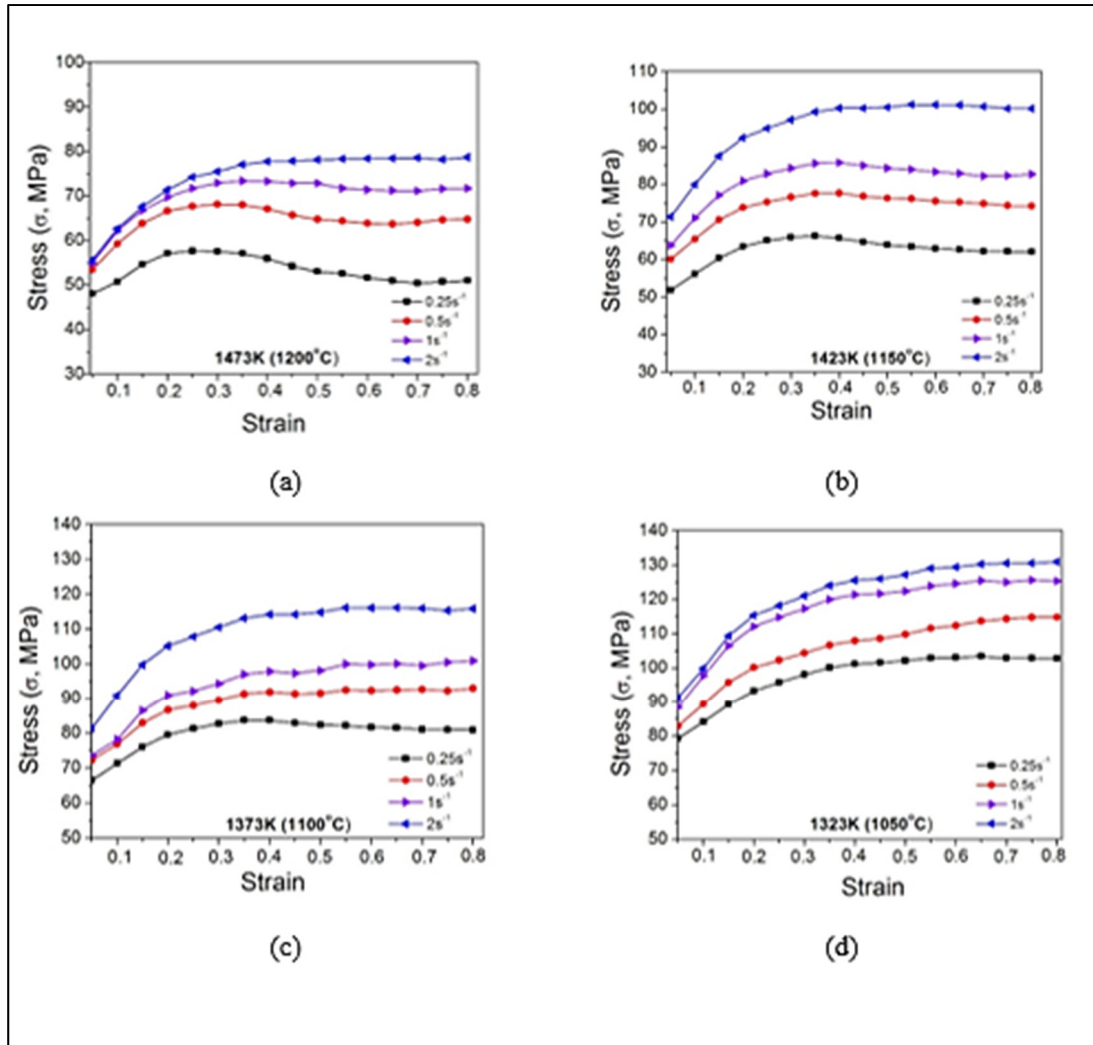 100
90
80
70
60
50
40
30
Stress (σ, MPa)
0.1 0.2 0.3 0.4 0.5 0.6 0.7 0.8
Strain
0.25s⁻¹
0.5s⁻¹
1s⁻¹
2s⁻¹
1473K (1200°C)
(a)
110
100
90
80
70
60
50
40
30
Stress (σ, MPa)
0.1 0.2 0.3 0.4 0.5 0.6 0.7 0.8
Strain
0.25s⁻¹
0.5s⁻¹
1s⁻¹
2s⁻¹
1423K (1150°C)
(b)
140
130
120
110
100
90
80
70
60
50
Stress (σ, MPa)
0.1 0.2 0.3 0.4 0.5 0.6 0.7 0.8
Strain
0.25s⁻¹
0.5s⁻¹
1s⁻¹
2s⁻¹
1373K (1100°C)
(c)
140
130
120
110
100
90
80
70
60
50
Stress (σ, MPa)
0.1 0.2 0.3 0.4 0.5 0.6 0.7 0.8
Strain
0.25s⁻¹
0.5s⁻¹
1s⁻¹
2s⁻¹
1323K (1050°C)
(d)